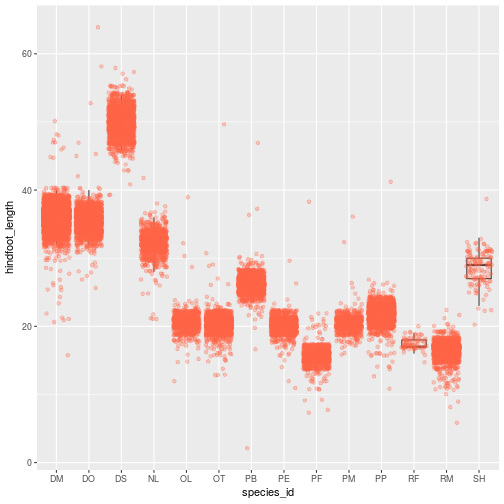 60
40
20
0
hindfoot_length
DM DO DS NL OL OT PB PE PF PM PP RF RM SH
species_id